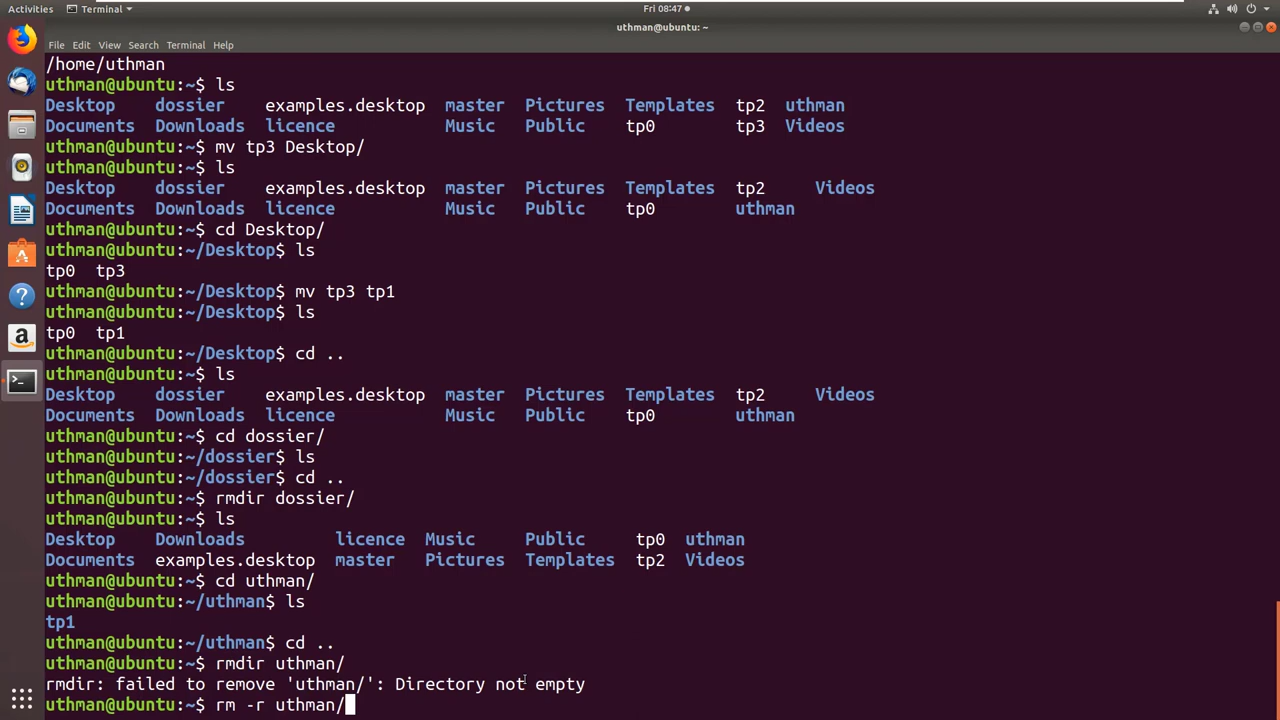 Activities Terminal Fri 08:47
uthman@ubuntu: ~
File Edit View Search Terminal Help
/home/uthman
uthman@ubuntu:~$ ls
Desktop dossier examples.desktop master Pictures Templates tp2 uthman
Documents Downloads licence Music Public tp0 tp3 Videos
uthman@ubuntu:~$ mv tp3 Desktop/
uthman@ubuntu:~$ ls
Desktop dossier examples.desktop master Pictures Templates tp2 Videos
Documents Downloads licence Music Public tp0 uthman
uthman@ubuntu:~$ cd Desktop/
uthman@ubuntu:~/Desktop$ ls
tp0 tp3
uthman@ubuntu:~/Desktop$ mv tp3 tp1
uthman@ubuntu:~/Desktop$ ls
tp0 tp1
uthman@ubuntu:~/Desktop$ cd ..
uthman@ubuntu:~$ ls
Desktop dossier examples.desktop master Pictures Templates tp2 Videos
Documents Downloads licence Music Public tp0 uthman
uthman@ubuntu:~$ cd dossier/
uthman@ubuntu:~/dossier$ ls
uthman@ubuntu:~/dossier$ cd ..
uthman@ubuntu:~$ rmdir dossier/
uthman@ubuntu:~$ ls
Desktop Downloads licence Music Public tp0 uthman
Documents examples.desktop master Pictures Templates tp2 Videos
uthman@ubuntu:~$ cd uthman/
uthman@ubuntu:~/uthman$ ls
tp1
uthman@ubuntu:~/uthman$ cd ..
uthman@ubuntu:~$ rmdir uthman/
rmdir: failed to remove 'uthman/': Directory not empty
uthman@ubuntu:~$ rm -r uthman/